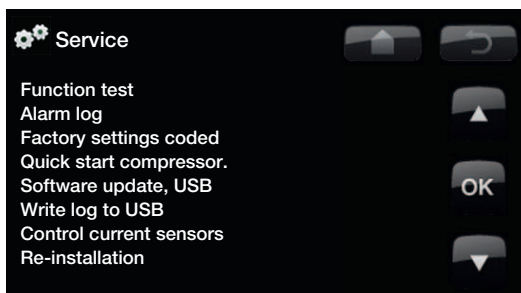 Service
Function test
Alarm log
Factory settings coded
Quick start compressor.
Software update, USB
OK
Write log to USB
Control current sensors
Re-installation